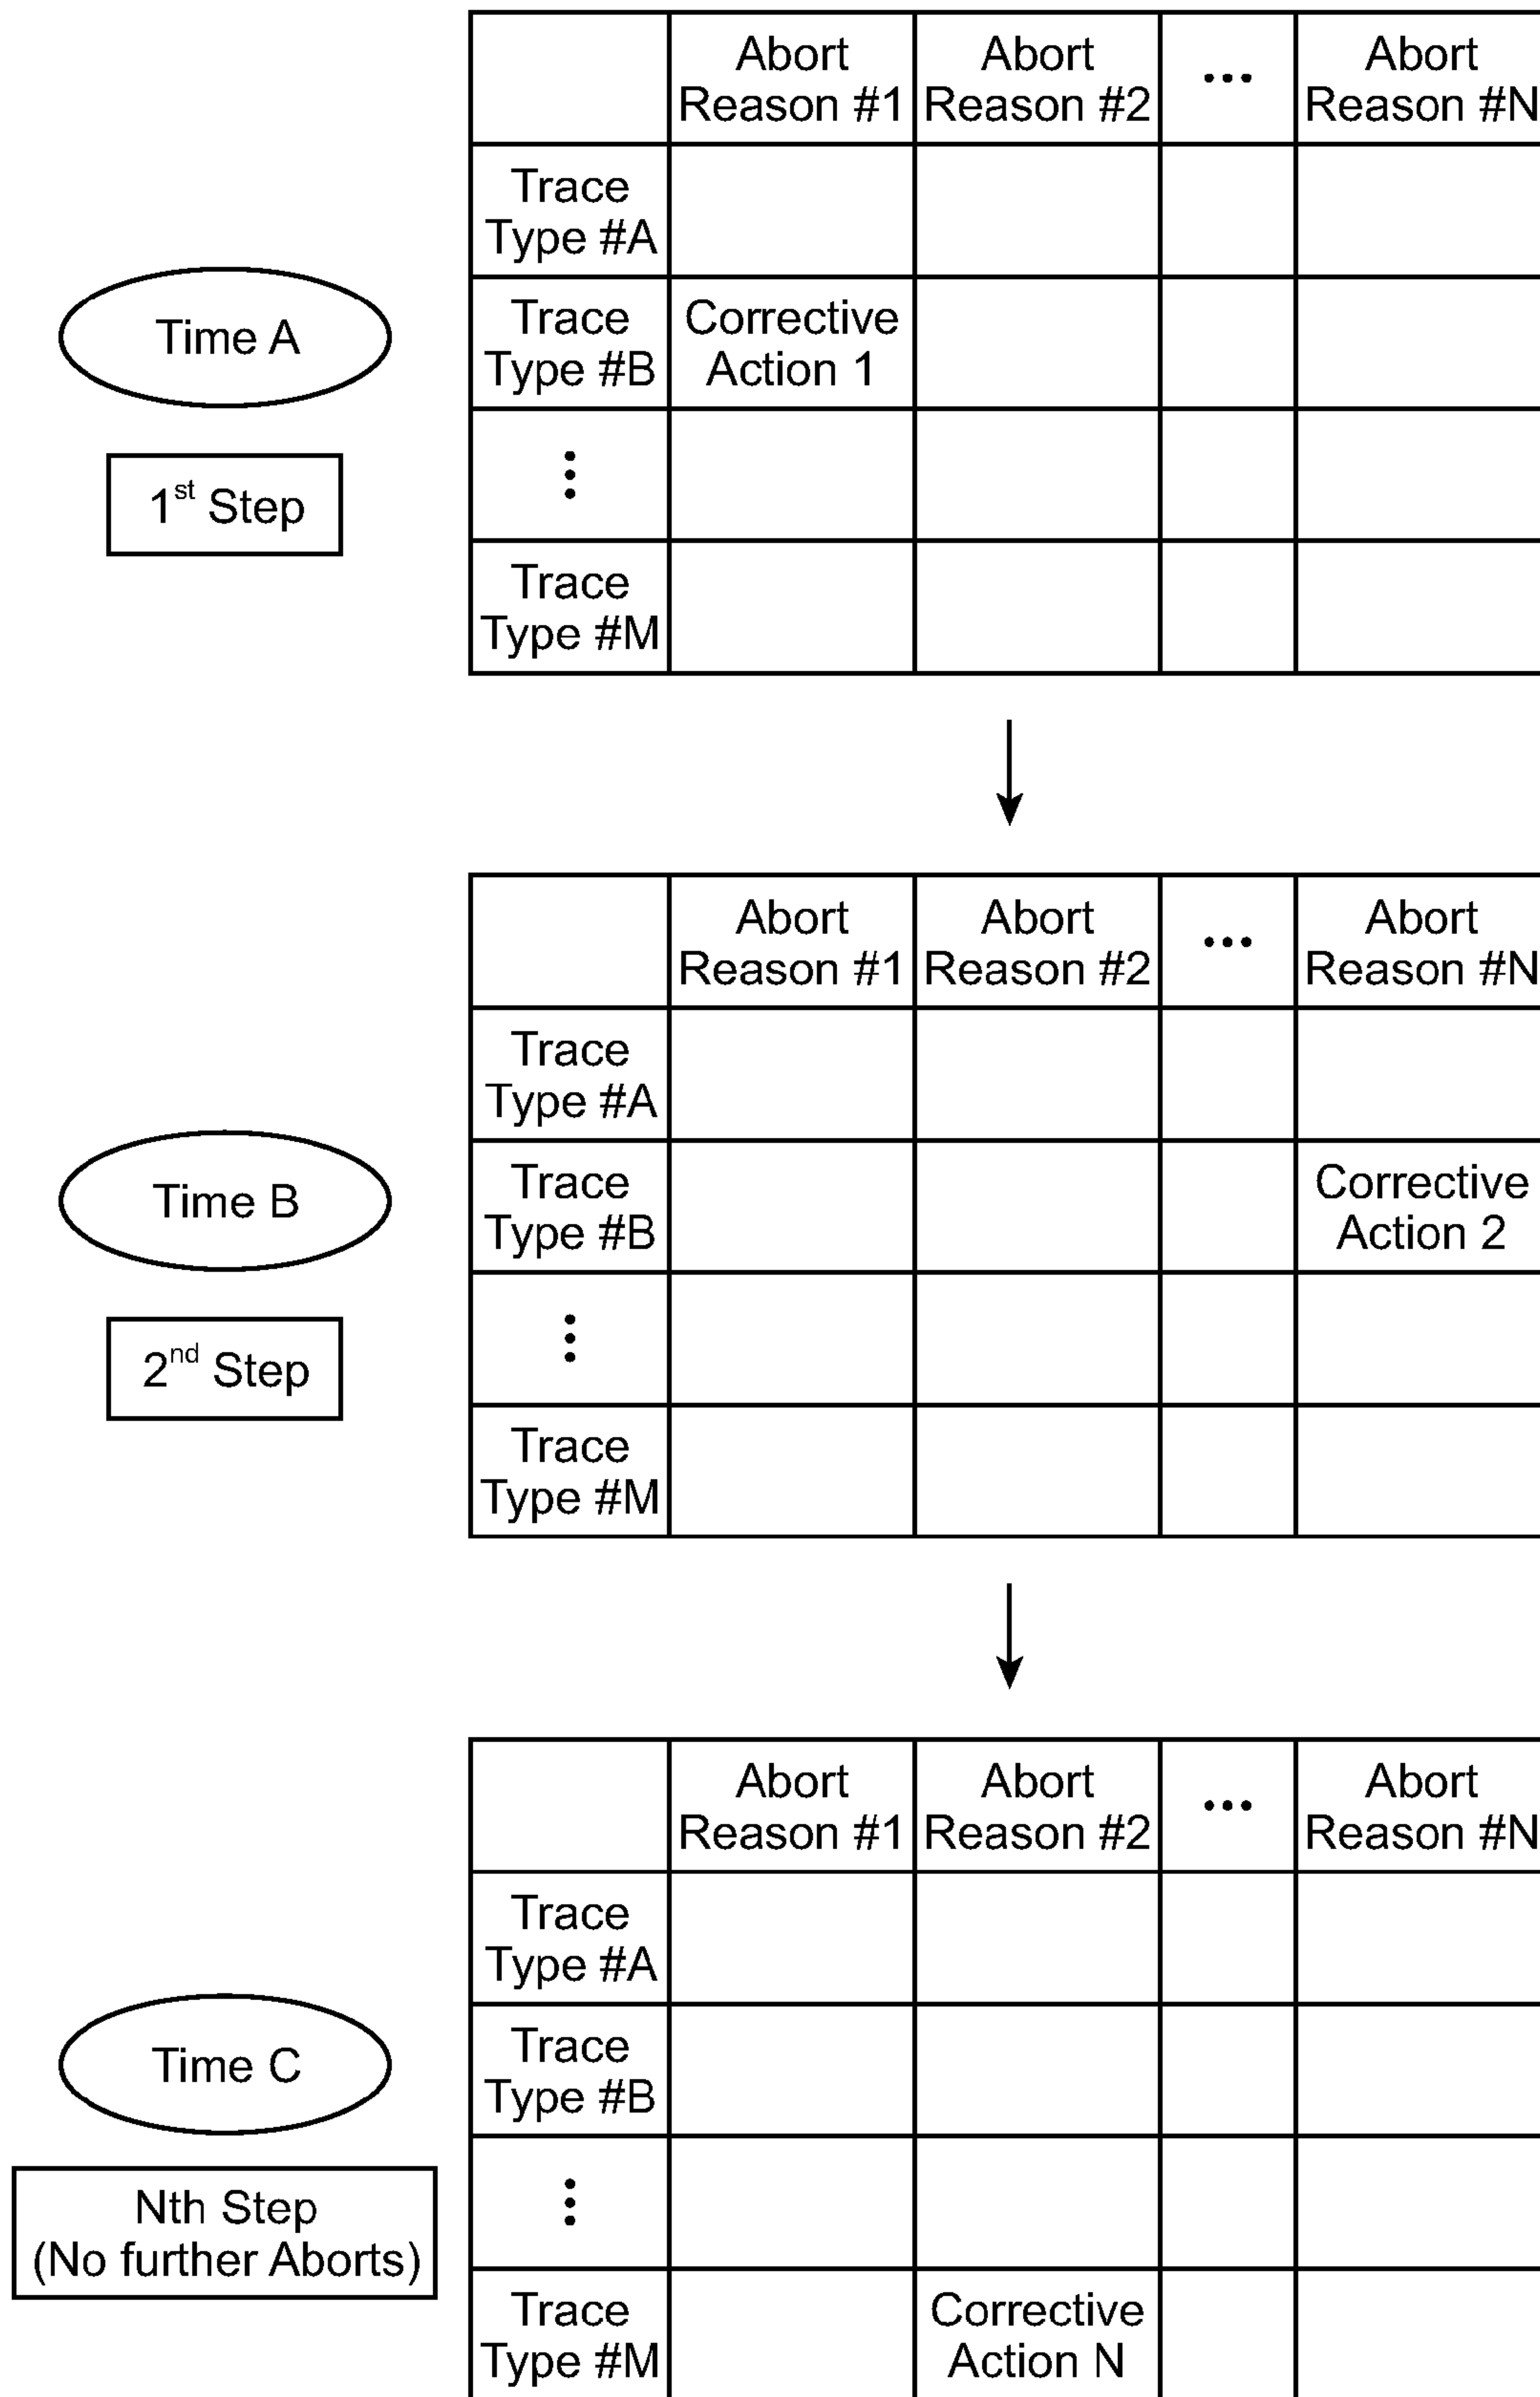 Abort
Reason #1
Abort
Reason #2
...
Abort
Reason #N
Trace
Type #A
Time A
Trace
Type #B
Corrective
Action 1
1st Step
⋮
Trace
Type #M
Abort
Reason #1
Abort
Reason #2
...
Abort
Reason #N
Trace
Type #A
Time B
Trace
Type #B
Corrective
Action 2
2nd Step
⋮
Trace
Type #M
Abort
Reason #1
Abort
Reason #2
...
Abort
Reason #N
Trace
Type #A
Time C
Trace
Type #B
Nth Step
(No further Aborts)
⋮
Trace
Type #M
Corrective
Action N